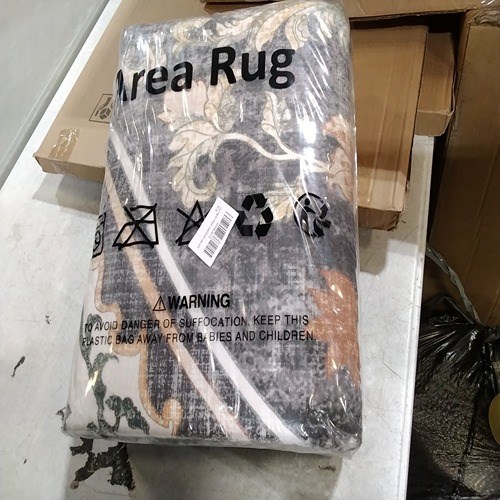 Area Rug
WARNING
TO AVOID DANGER OF SUFFOCATION, KEEP THIS
PLASTIC BAG AWAY FROM BABIES AND CHILDREN.